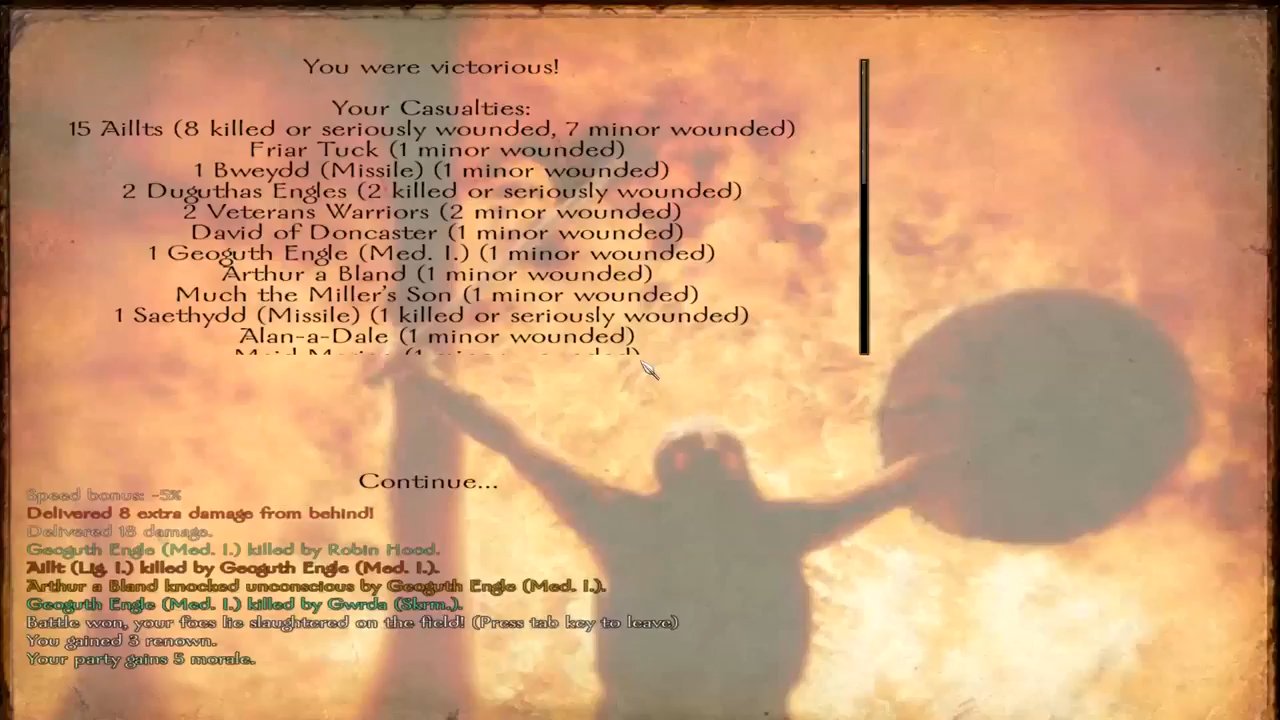 You were victorious!
Your Casualties:
15 Aillts (8 killed or seriously wounded, 7 minor wounded)
Friar Tuck (1 minor wounded)
1 Bweydd (Missile) (1 minor wounded)
2 Duguthas Engles (2 killed or seriously wounded)
2 Veterans Warriors (2 minor wounded)
David of Doncaster (1 minor wounded)
1 Geoguth Engle (Med. I.) (1 minor wounded)
Arthur a Bland (1 minor wounded)
Much the Miller's Son (1 minor wounded)
1 Saethydd (Missile) (1 killed or seriously wounded)
Alan-a-Dale (1 minor wounded)
Maid Marian (1 minor wounded)
Continue...
Speed bonus: -5%
Delivered 8 extra damage from behind!
Delivered 18 damage.
Geoguth Engle (Med. I.) killed by Robin Hood.
Aillt (Lig. I.) killed by Geoguth Engle (Med. I.).
Arthur a Bland knocked unconscious by Geoguth Engle (Med. I.).
Geoguth Engle (Med. I.) killed by Gwrda (Skrm.).
Battle won, your foes lie slaughtered on the field! (Press tab key to leave)
You gained 3 renown.
Your party gains 5 morale.